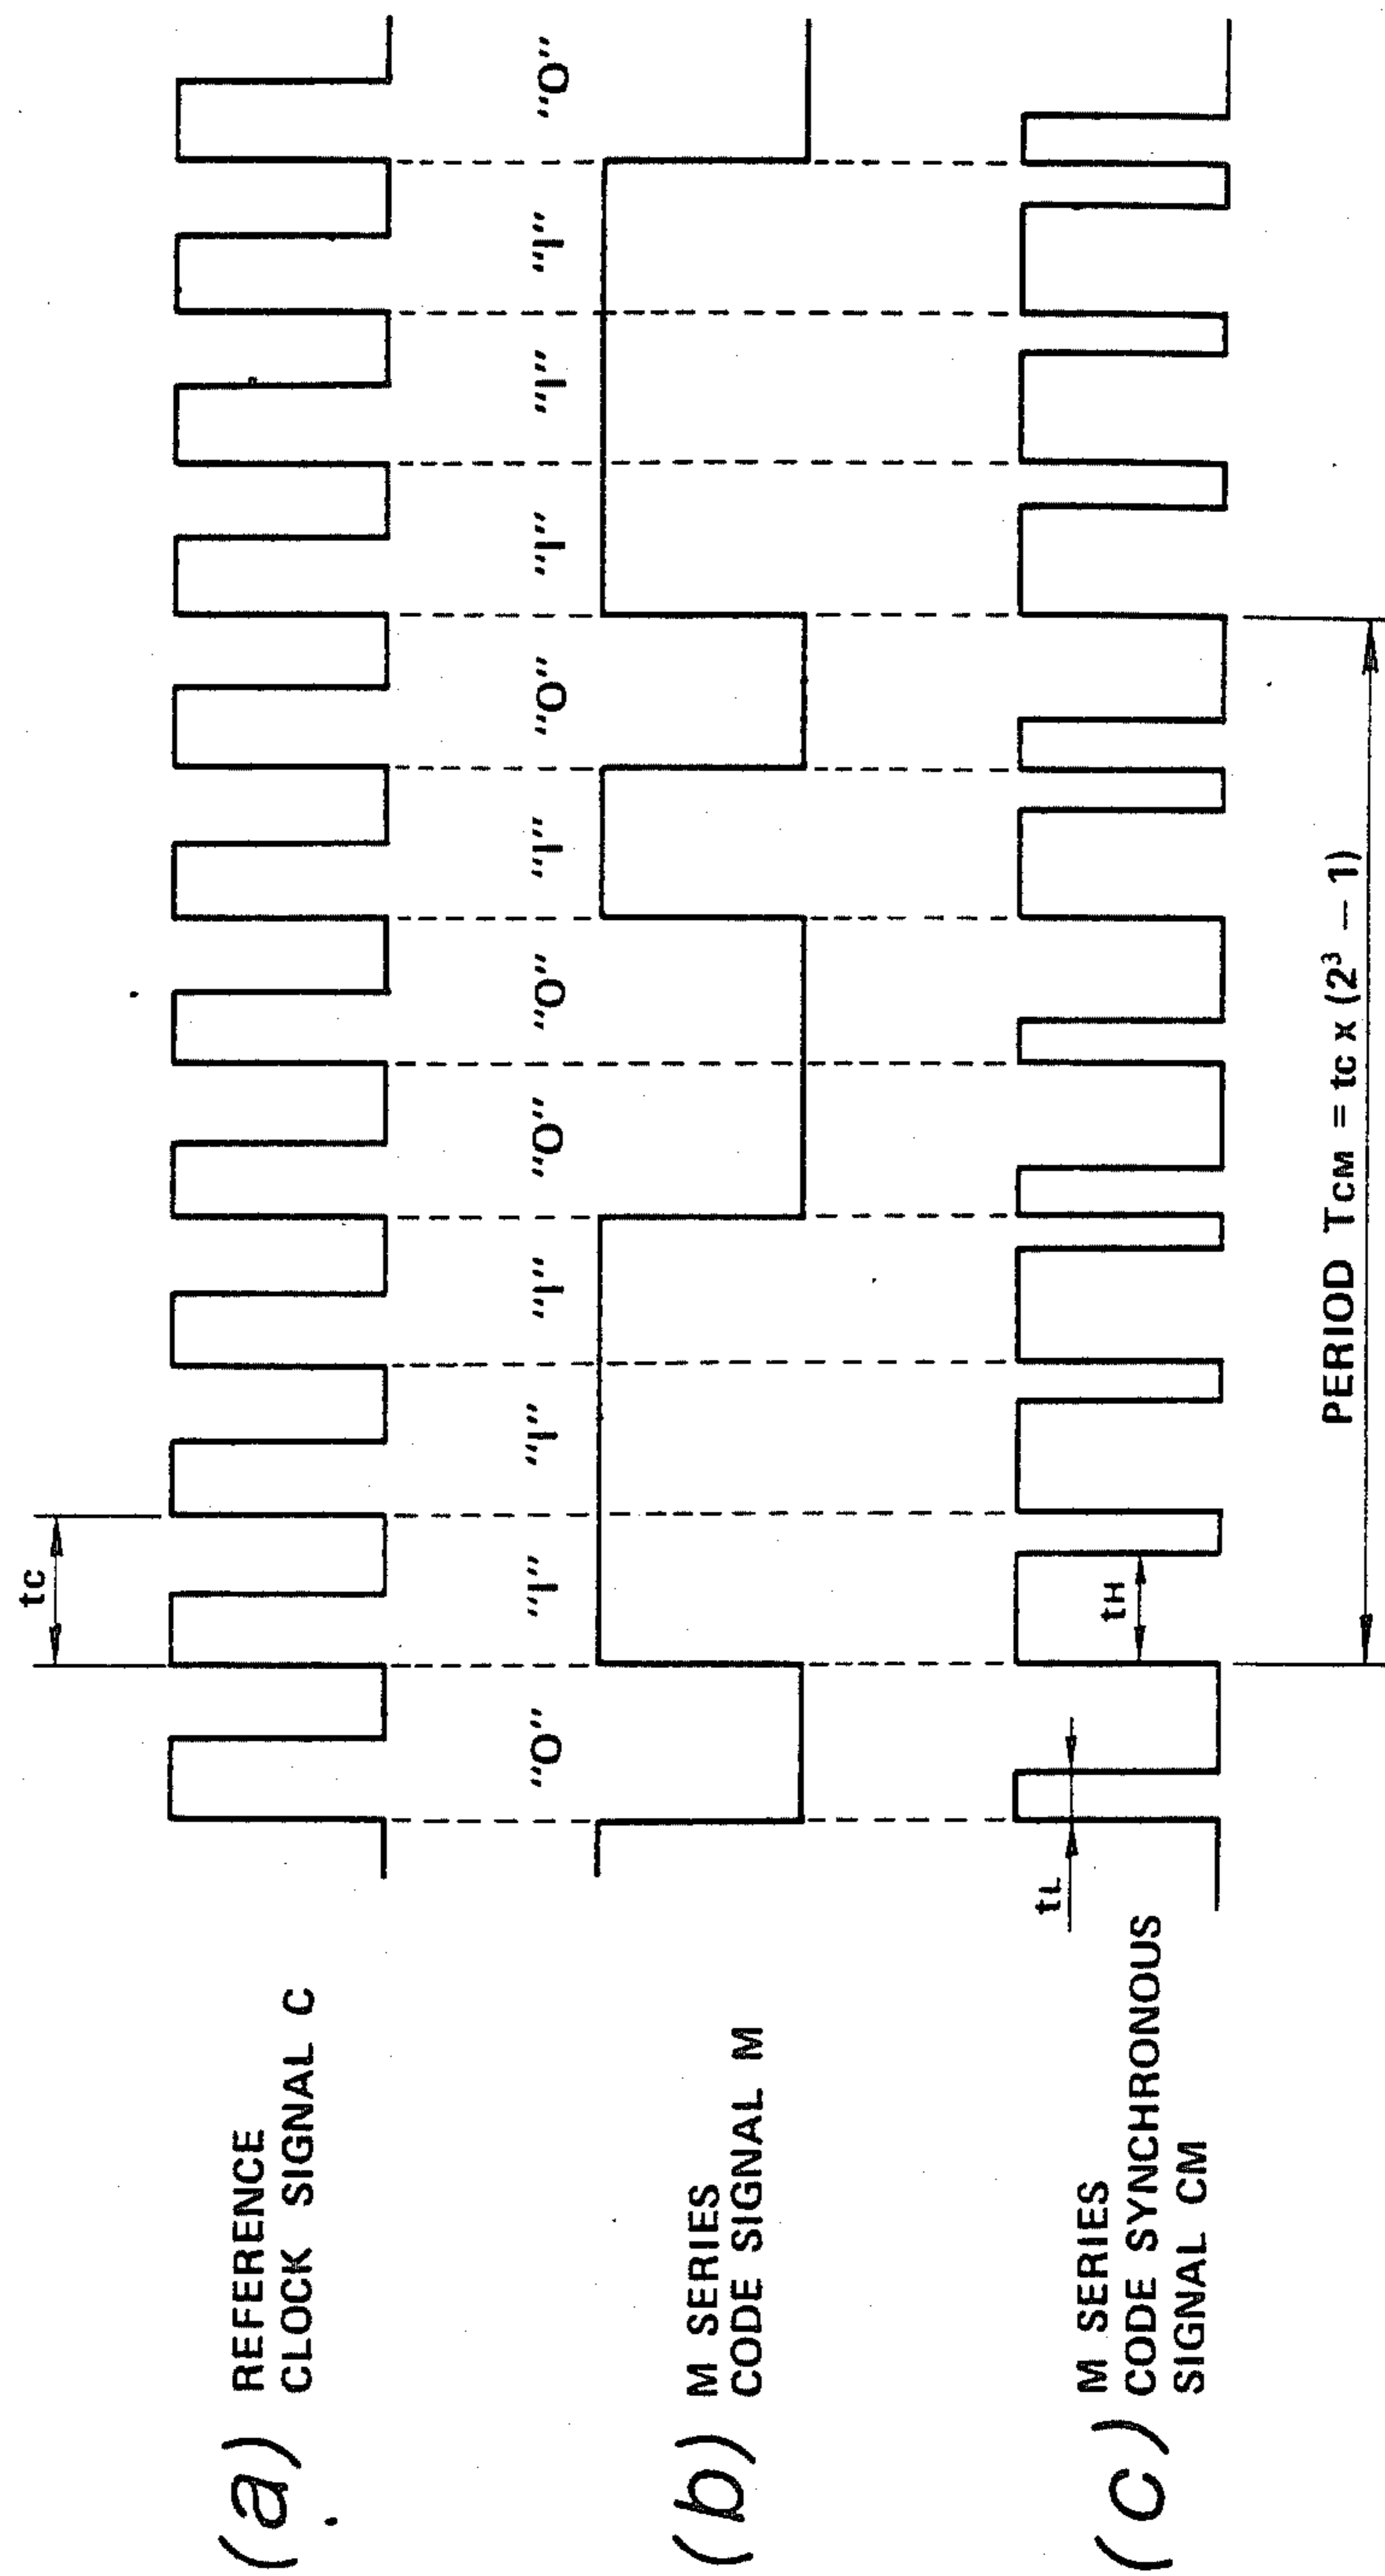 tC
(a) REFERENCE
CLOCK SIGNAL C
"0" "1" "1" "1" "0" "0" "1" "0" "1" "1" "1" "0"
(b) M SERIES
CODE SIGNAL M
tL
tH
(c) M SERIES
CODE SYNCHRONOUS
SIGNAL CM
PERIOD TCM = tC x (2³ − 1)